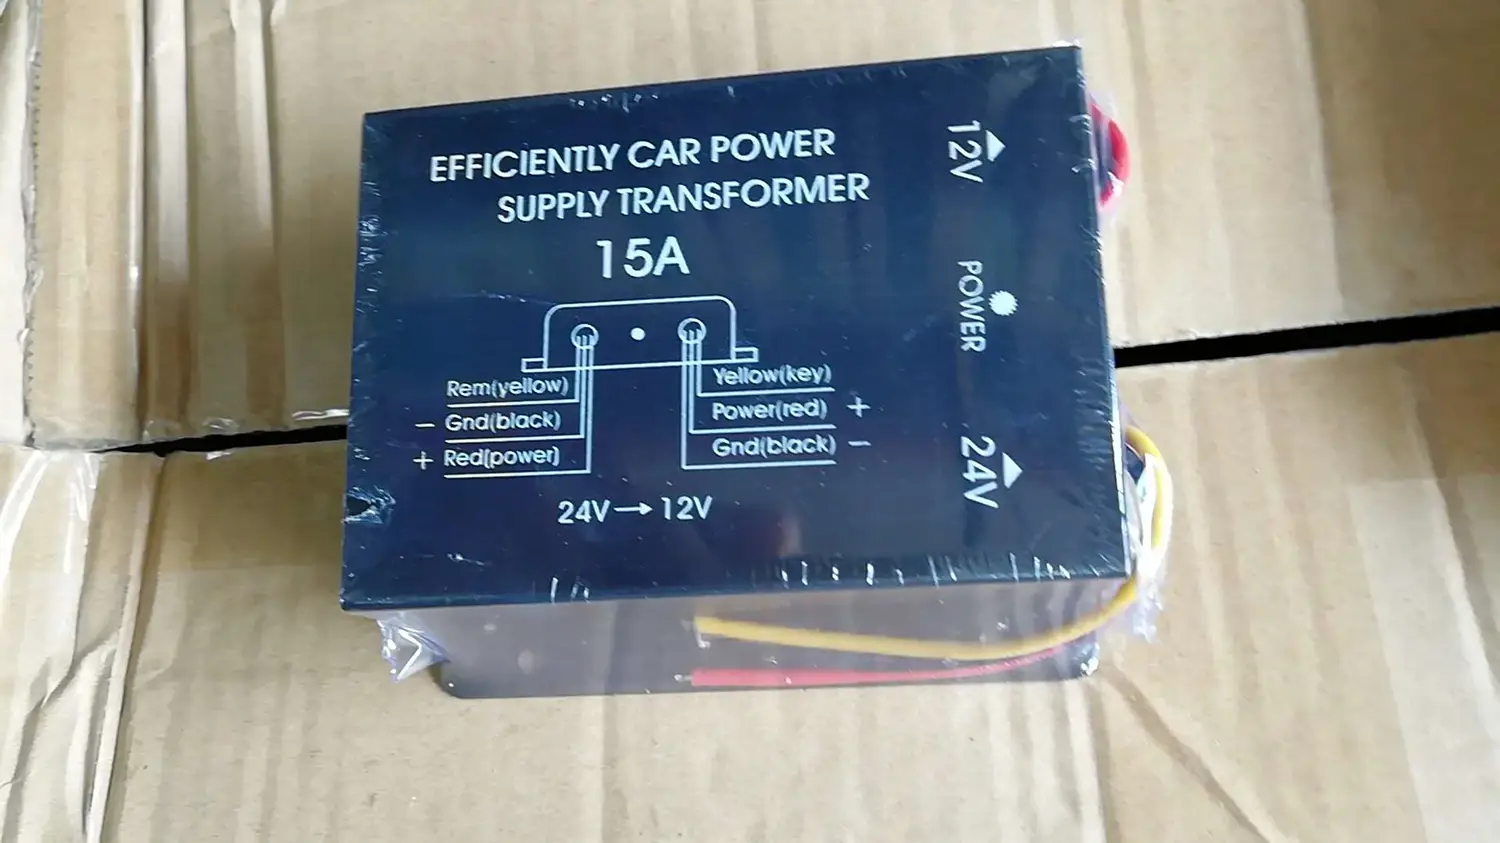 EFFICIENTLY CAR POWER
SUPPLY TRANSFORMER
15A
Rem(yellow)
− Gnd(black)
+ Red(power)
Yellow(key)
Power(red) +
Gnd(black) −
24V→12V
12V
POWER
24V